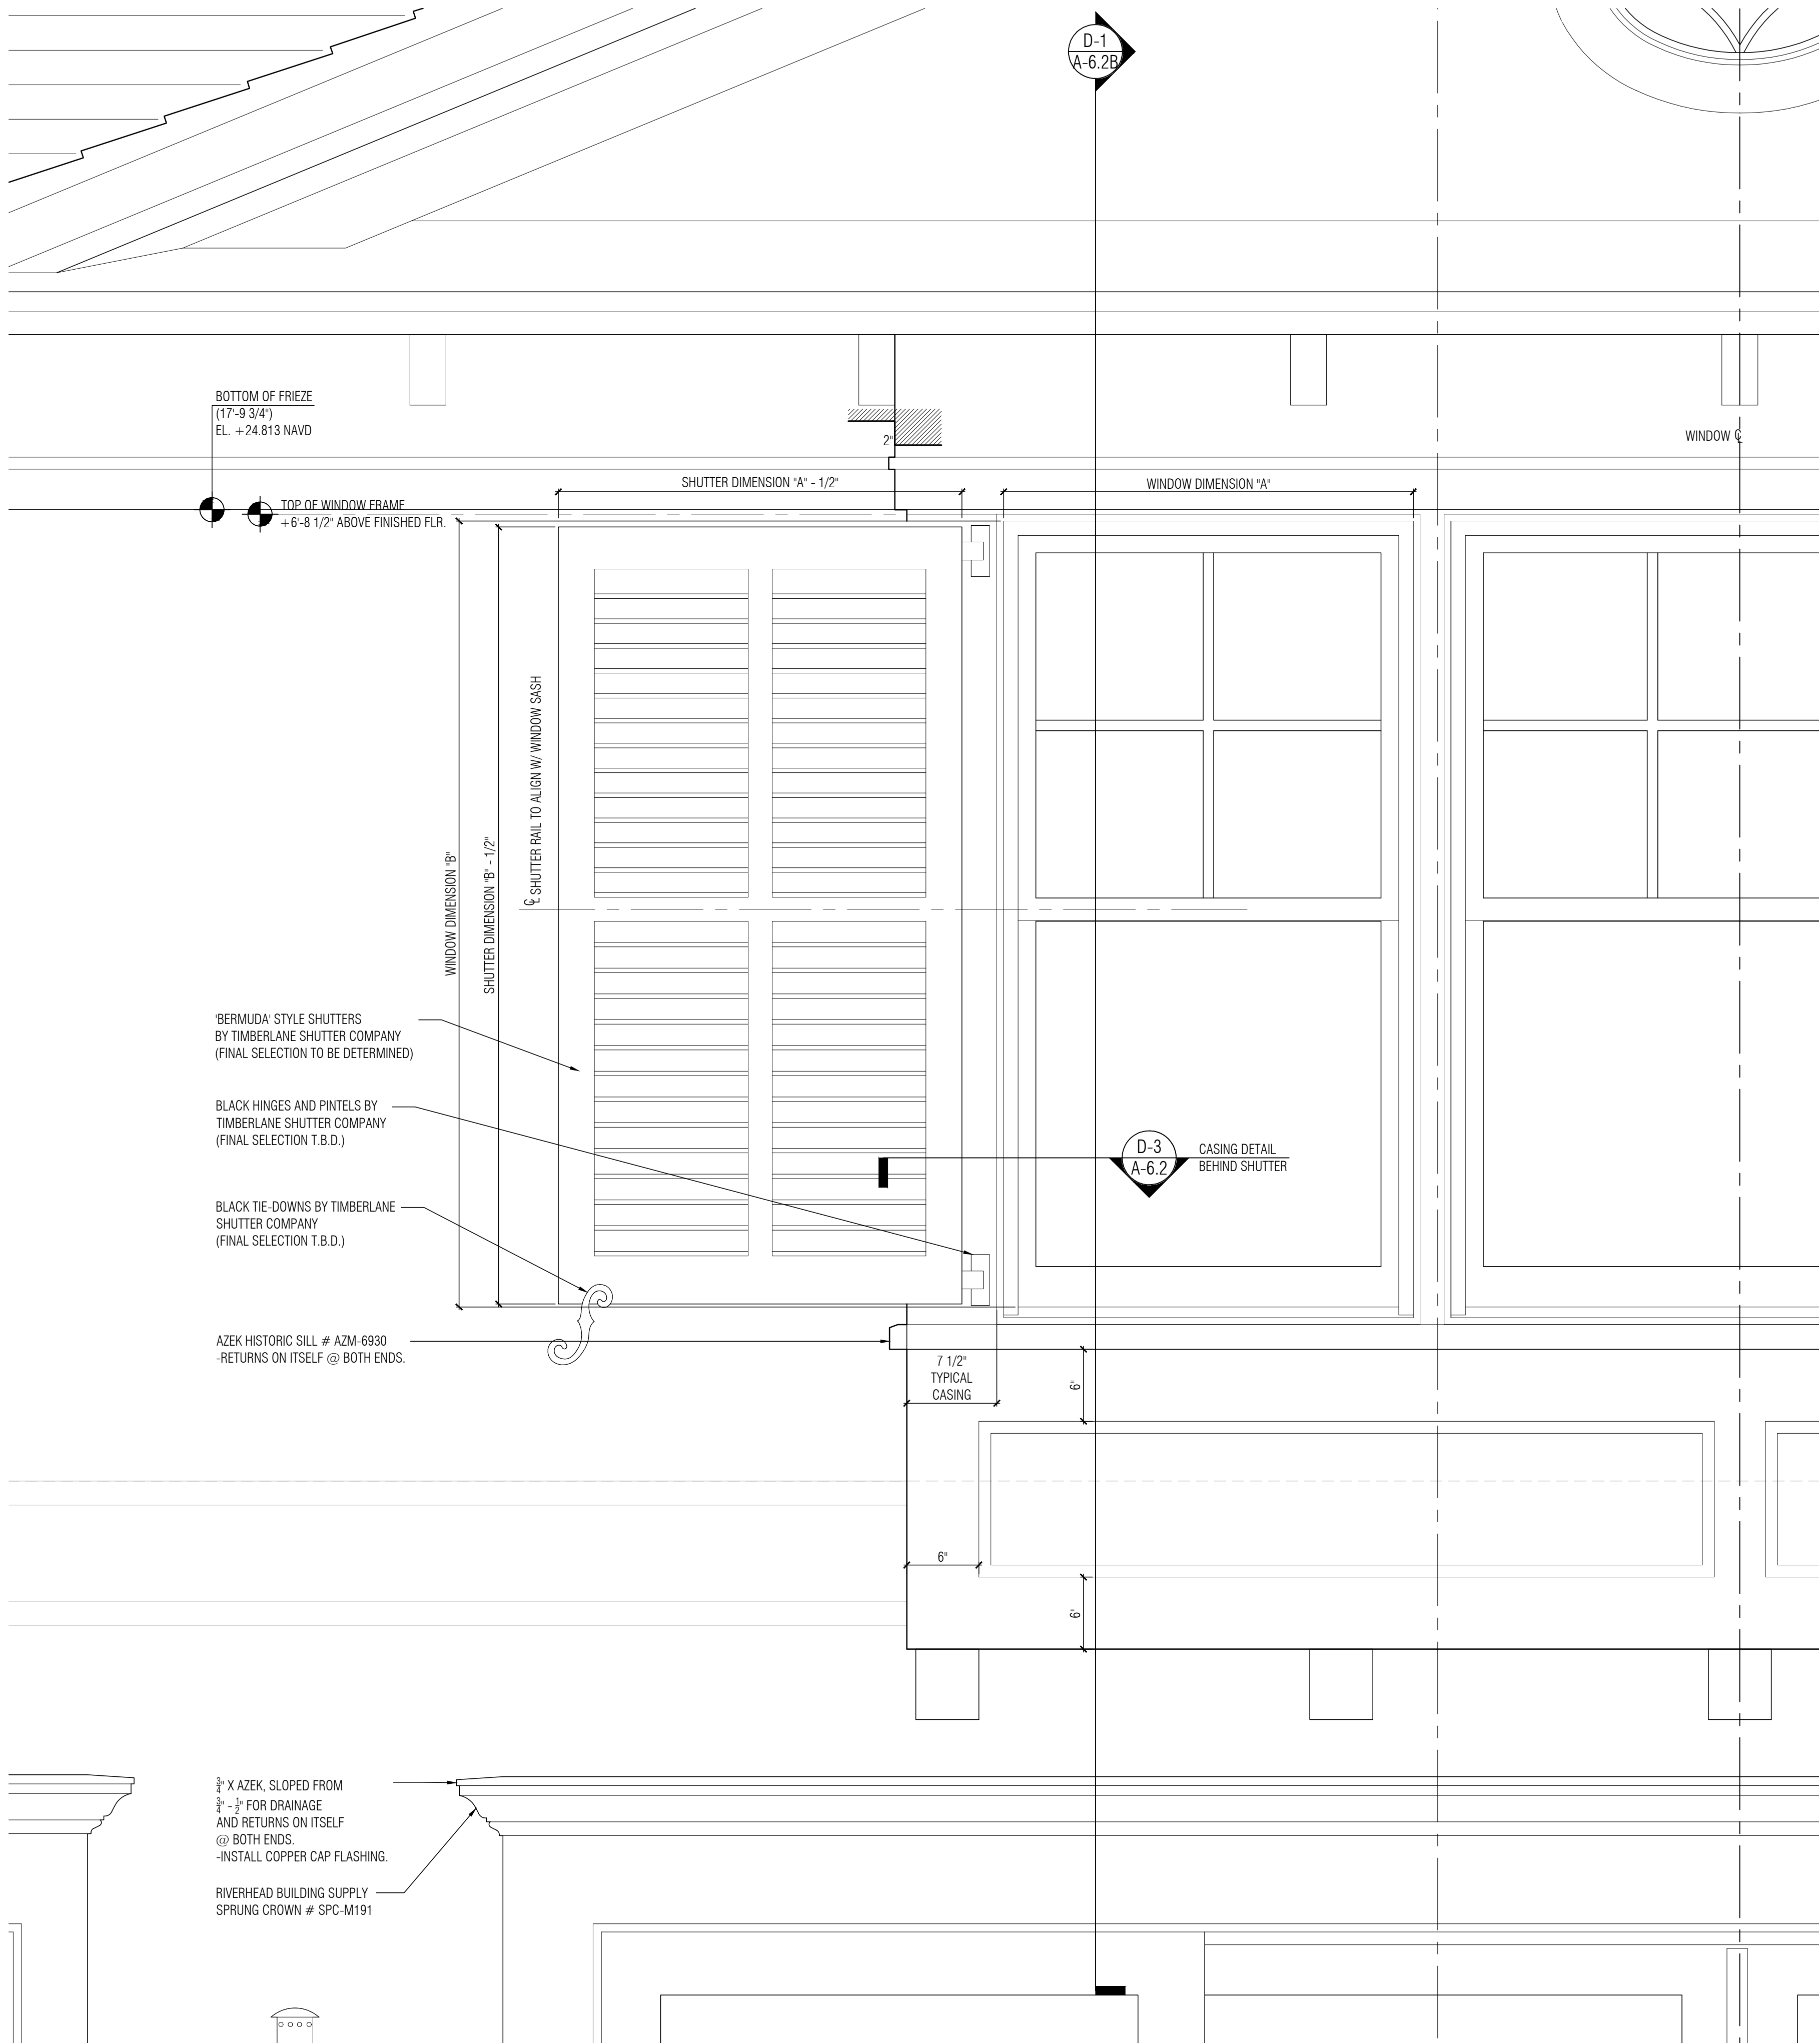 D-1
A-6.2B
BOTTOM OF FRIEZE
(17'-9 3/4")
EL. +24.813 NAVD
2"
WINDOW ℄
SHUTTER DIMENSION "A" - 1/2"
WINDOW DIMENSION "A"
TOP OF WINDOW FRAME
+6'-8 1/2" ABOVE FINISHED FLR.
WINDOW DIMENSION "B"
SHUTTER DIMENSION "B" - 1/2"
℄ SHUTTER RAIL TO ALIGN W/ WINDOW SASH
'BERMUDA' STYLE SHUTTERS
BY TIMBERLANE SHUTTER COMPANY
(FINAL SELECTION TO BE DETERMINED)
BLACK HINGES AND PINTELS BY
TIMBERLANE SHUTTER COMPANY
(FINAL SELECTION T.B.D.)
D-3
A-6.2
CASING DETAIL
BEHIND SHUTTER
BLACK TIE-DOWNS BY TIMBERLANE
SHUTTER COMPANY
(FINAL SELECTION T.B.D.)
AZEK HISTORIC SILL # AZM-6930
-RETURNS ON ITSELF @ BOTH ENDS.
7 1/2"
TYPICAL
CASING
6"
6"
6"
3/4" X AZEK, SLOPED FROM
3/4" - 1/2" FOR DRAINAGE
AND RETURNS ON ITSELF
@ BOTH ENDS.
-INSTALL COPPER CAP FLASHING.
RIVERHEAD BUILDING SUPPLY
SPRUNG CROWN # SPC-M191